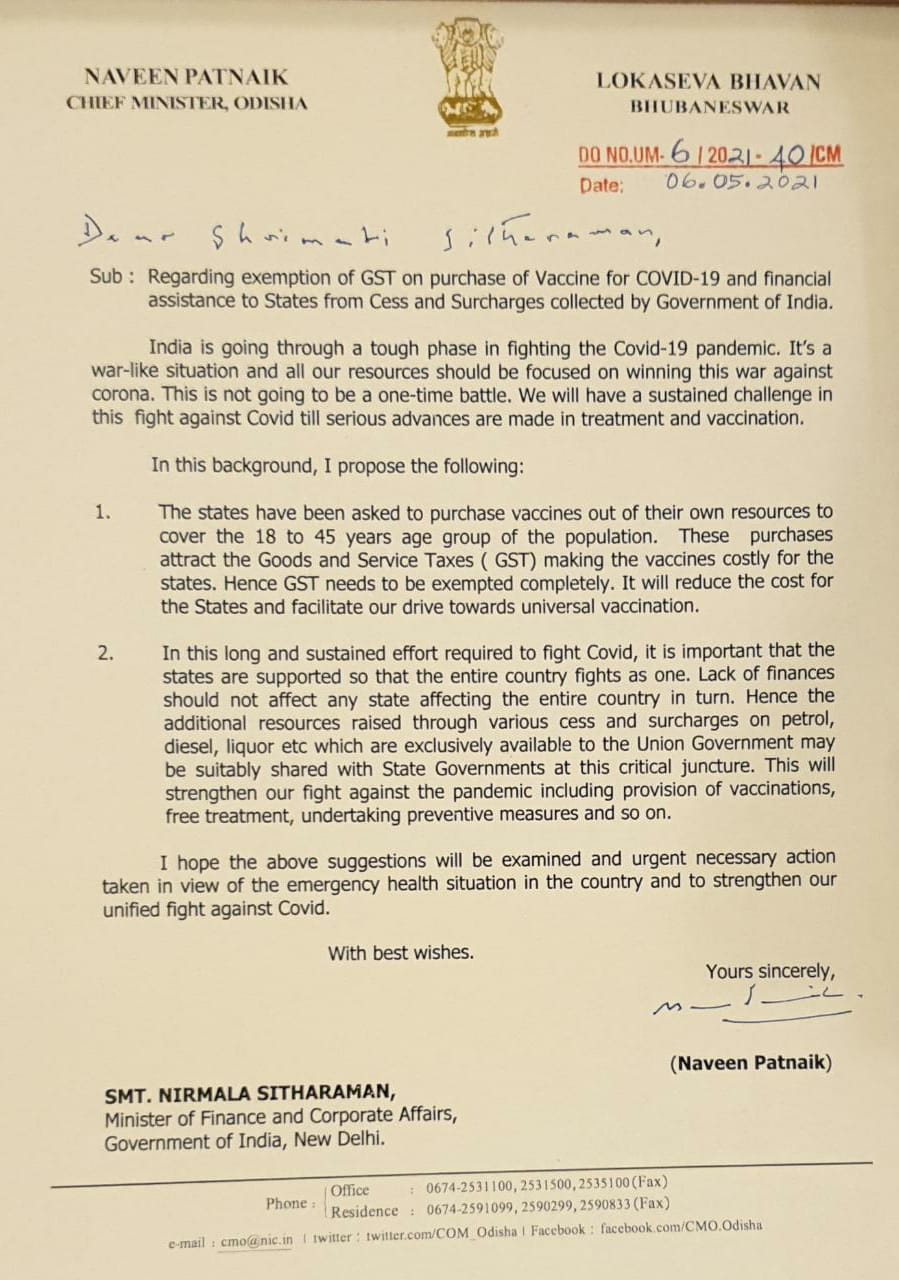 NAVEEN PATNAIK
CHIEF MINISTER, ODISHA
LOKASEVA BHAVAN
BHUBANESWAR
सत्यमेव जयते
DO NO.UM- 6 / 2021 - 40 /CM
Date: 06.05.2021
Dear Shrimati Sitharaman,
Sub : Regarding exemption of GST on purchase of Vaccine for COVID-19 and financial
assistance to States from Cess and Surcharges collected by Government of India.
India is going through a tough phase in fighting the Covid-19 pandemic. It's a
war-like situation and all our resources should be focused on winning this war against
corona. This is not going to be a one-time battle. We will have a sustained challenge in
this fight against Covid till serious advances are made in treatment and vaccination.
In this background, I propose the following:
1. The states have been asked to purchase vaccines out of their own resources to
cover the 18 to 45 years age group of the population. These purchases
attract the Goods and Service Taxes ( GST) making the vaccines costly for the
states. Hence GST needs to be exempted completely. It will reduce the cost for
the States and facilitate our drive towards universal vaccination.
2. In this long and sustained effort required to fight Covid, it is important that the
states are supported so that the entire country fights as one. Lack of finances
should not affect any state affecting the entire country in turn. Hence the
additional resources raised through various cess and surcharges on petrol,
diesel, liquor etc which are exclusively available to the Union Government may
be suitably shared with State Governments at this critical juncture. This will
strengthen our fight against the pandemic including provision of vaccinations,
free treatment, undertaking preventive measures and so on.
I hope the above suggestions will be examined and urgent necessary action
taken in view of the emergency health situation in the country and to strengthen our
unified fight against Covid.
With best wishes.
Yours sincerely,
(Naveen Patnaik)
SMT. NIRMALA SITHARAMAN,
Minister of Finance and Corporate Affairs,
Government of India, New Delhi.
Phone : Office : 0674-2531100, 2531500, 2535100 (Fax)
Residence : 0674-2591099, 2590299, 2590833 (Fax)
e-mail : cmo@nic.in | twitter : twitter.com/COM_Odisha | Facebook : facebook.com/CMO.Odisha